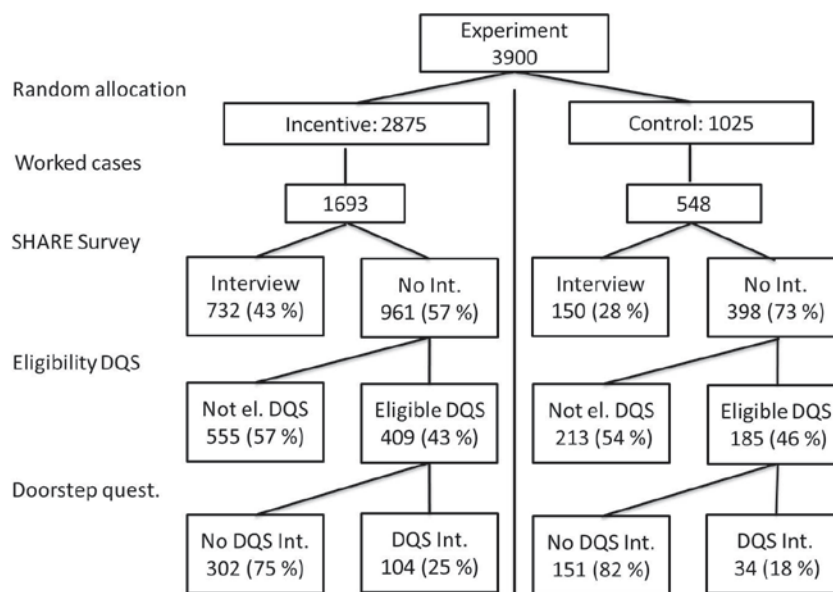 Experiment
3900
Random allocation
Incentive: 2875
Control: 1025
Worked cases
1693
548
SHARE Survey
Interview
732 (43 %)
No Int.
961 (57 %)
Interview
150 (28 %)
No Int.
398 (73 %)
Eligibility DQS
Not el. DQS
555 (57 %)
Eligible DQS
409 (43 %)
Not el. DQS
213 (54 %)
Eligible DQS
185 (46 %)
Doorstep quest.
No DQS Int.
302 (75 %)
DQS Int.
104 (25 %)
No DQS Int.
151 (82 %)
DQS Int.
34 (18 %)